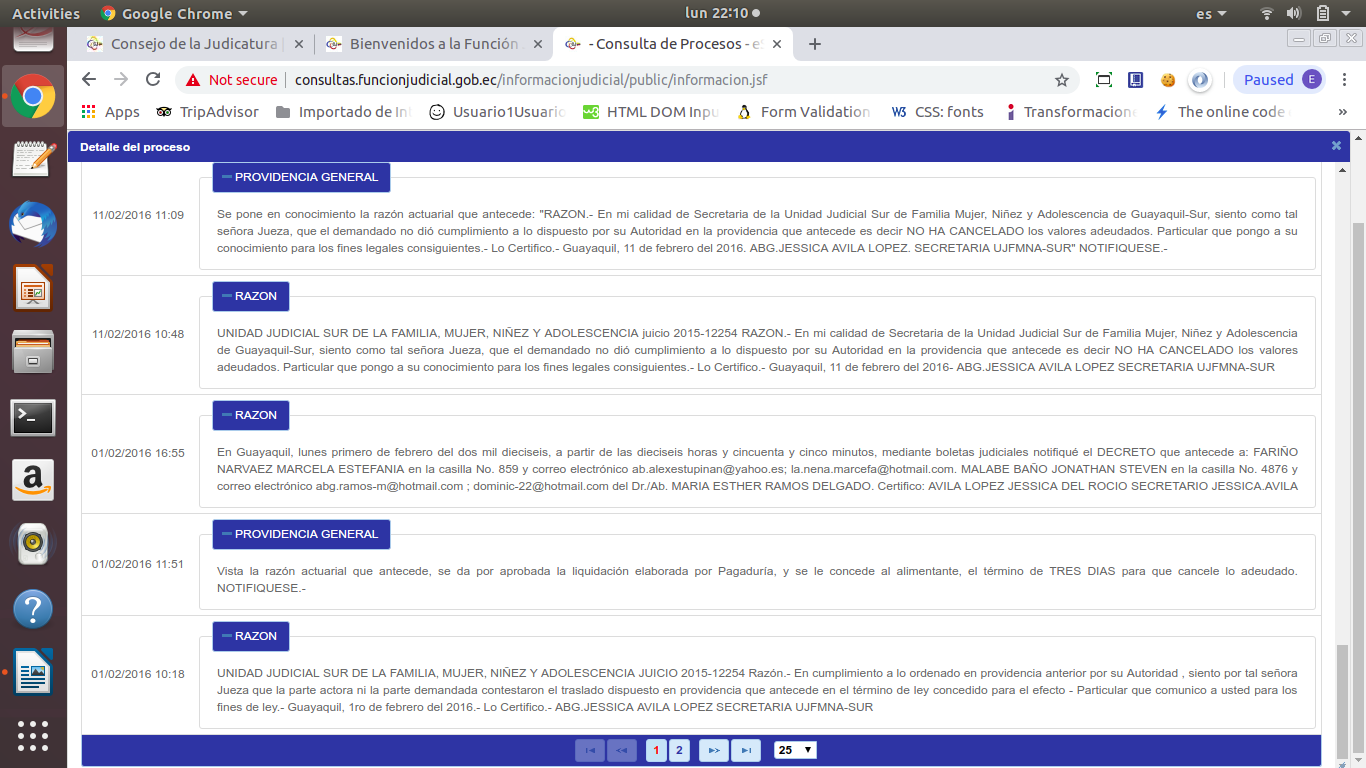 Activities
Google Chrome
lun 22:10
es
Consejo de la Judicatura
Bienvenidos a la Función
- Consulta de Procesos - e
Not secure
consultas.funcionjudicial.gob.ec/informacionjudicial/public/informacion.jsf
Paused
E
Apps
TripAdvisor
Importado de In
Usuario1Usuario
HTML DOM Inpu
Form Validation
CSS: fonts
Transformacione
The online code
»
Detalle del proceso
PROVIDENCIA GENERAL
11/02/2016 11:09
Se pone en conocimiento la razón actuarial que antecede: "RAZON.- En mi calidad de Secretaria de la Unidad Judicial Sur de Familia Mujer, Niñez y Adolescencia de Guayaquil-Sur, siento como tal
señora Jueza, que el demandado no dió cumplimiento a lo dispuesto por su Autoridad en la providencia que antecede es decir NO HA CANCELADO los valores adeudados. Particular que pongo a su
conocimiento para los fines legales consiguientes.- Lo Certifico.- Guayaquil, 11 de febrero del 2016. ABG.JESSICA AVILA LOPEZ. SECRETARIA UJFMNA-SUR" NOTIFIQUESE.-
RAZON
11/02/2016 10:48
UNIDAD JUDICIAL SUR DE LA FAMILIA, MUJER, NIÑEZ Y ADOLESCENCIA juicio 2015-12254 RAZON.- En mi calidad de Secretaria de la Unidad Judicial Sur de Familia Mujer, Niñez y Adolescencia
de Guayaquil-Sur, siento como tal señora Jueza, que el demandado no dió cumplimiento a lo dispuesto por su Autoridad en la providencia que antecede es decir NO HA CANCELADO los valores
adeudados. Particular que pongo a su conocimiento para los fines legales consiguientes.- Lo Certifico.- Guayaquil, 11 de febrero del 2016- ABG.JESSICA AVILA LOPEZ SECRETARIA UJFMNA-SUR
RAZON
01/02/2016 16:55
En Guayaquil, lunes primero de febrero del dos mil dieciseis, a partir de las dieciseis horas y cincuenta y cinco minutos, mediante boletas judiciales notifiqué el DECRETO que antecede a: FARIÑO
NARVAEZ MARCELA ESTEFANIA en la casilla No. 859 y correo electrónico ab.alexestupinan@yahoo.es; la.nena.marcefa@hotmail.com. MALABE BAÑO JONATHAN STEVEN en la casilla No. 4876 y
correo electrónico abg.ramos-m@hotmail.com ; dominic-22@hotmail.com del Dr./Ab. MARIA ESTHER RAMOS DELGADO. Certifico: AVILA LOPEZ JESSICA DEL ROCIO SECRETARIO JESSICA.AVILA
PROVIDENCIA GENERAL
01/02/2016 11:51
Vista la razón actuarial que antecede, se da por aprobada la liquidación elaborada por Pagaduría, y se le concede al alimentante, el término de TRES DIAS para que cancele lo adeudado.
NOTIFIQUESE.-
RAZON
01/02/2016 10:18
UNIDAD JUDICIAL SUR DE LA FAMILIA, MUJER, NIÑEZ Y ADOLESCENCIA JUICIO 2015-12254 Razón.- En cumplimiento a lo ordenado en providencia anterior por su Autoridad , siento por tal señora
Jueza que la parte actora ni la parte demandada contestaron el traslado dispuesto en providencia que antecede en el término de ley concedido para el efecto - Particular que comunico a usted para los
fines de ley.- Guayaquil, 1ro de febrero del 2016.- Lo Certifico.- ABG.JESSICA AVILA LOPEZ SECRETARIA UJFMNA-SUR
1 2
25